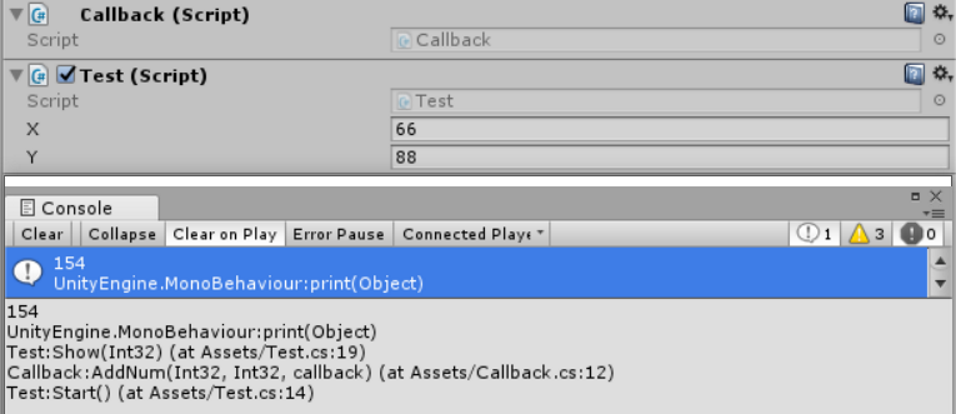 Callback (Script)
Script Callback
Test (Script)
Script Test
X 66
Y 88
Console
Clear Collapse Clear on Play Error Pause Connected Playe 1 3 0
154
UnityEngine.MonoBehaviour:print(Object)
154
UnityEngine.MonoBehaviour:print(Object)
Test:Show(Int32) (at Assets/Test.cs:19)
Callback:AddNum(Int32, Int32, callback) (at Assets/Callback.cs:12)
Test:Start() (at Assets/Test.cs:14)